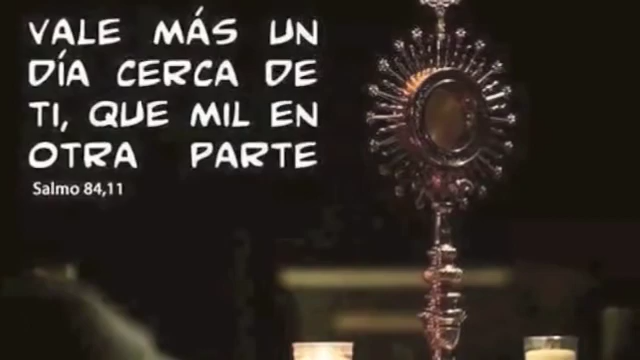 VALE MÁS UN
DÍA CERCA DE
TI, QUE MIL EN
OTRA PARTE
Salmo 84,11